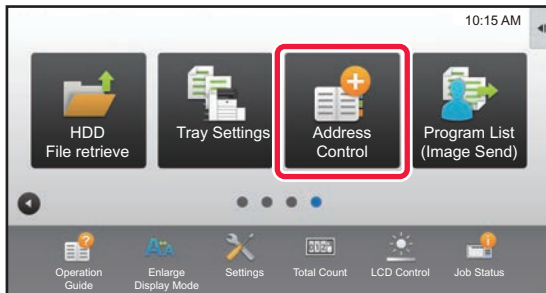 10:15 AM
HDD
File retrieve
Tray Settings
Address
Control
Program List
(Image Send)
Operation
Guide
Enlarge
Display Mode
Settings
Total Count
LCD Control
Job Status